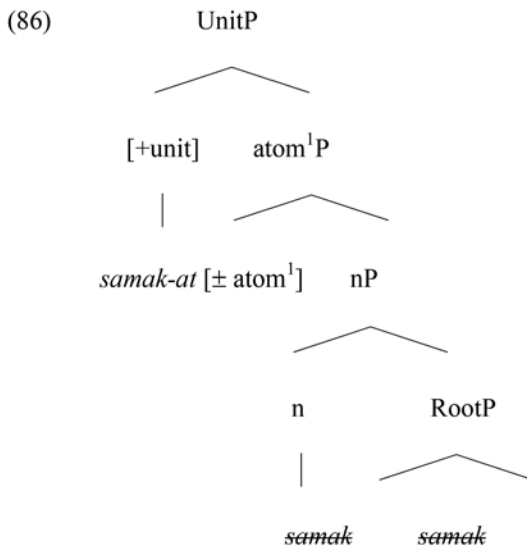 (86) UnitP
[+unit] atom¹P
samak-at [± atom¹] nP
n RootP
samak samak